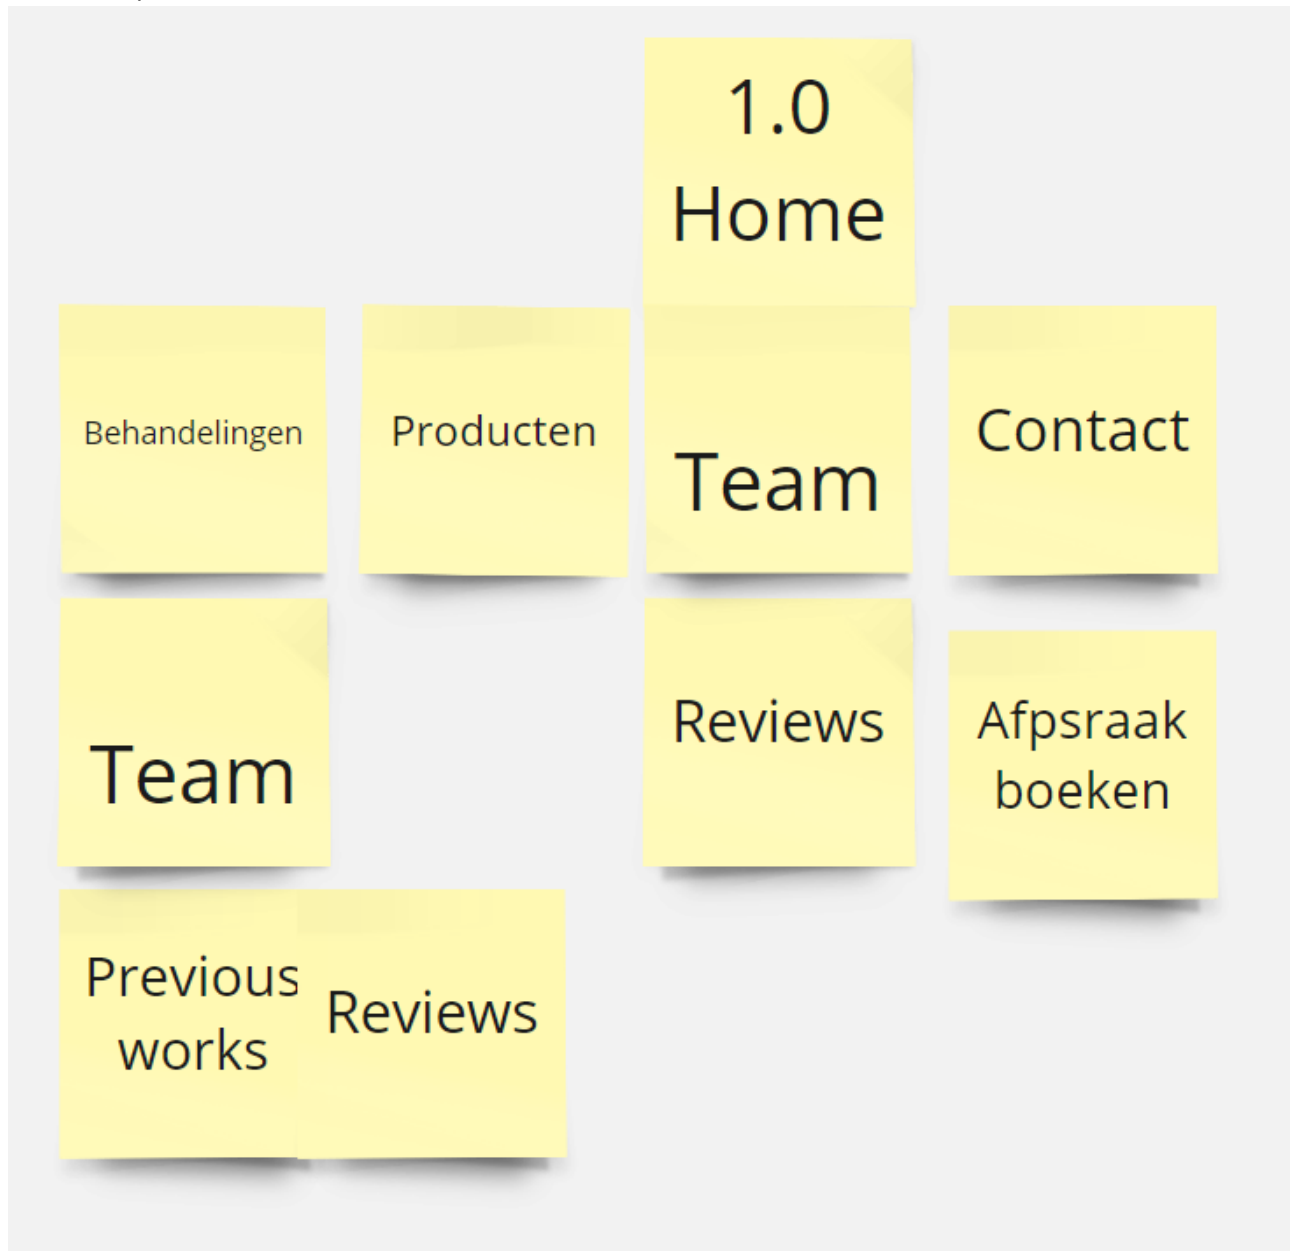 1.0
Home
Behandelingen
Producten
Team
Contact
Team
Reviews
Afpsraak
boeken
Previous
works
Reviews